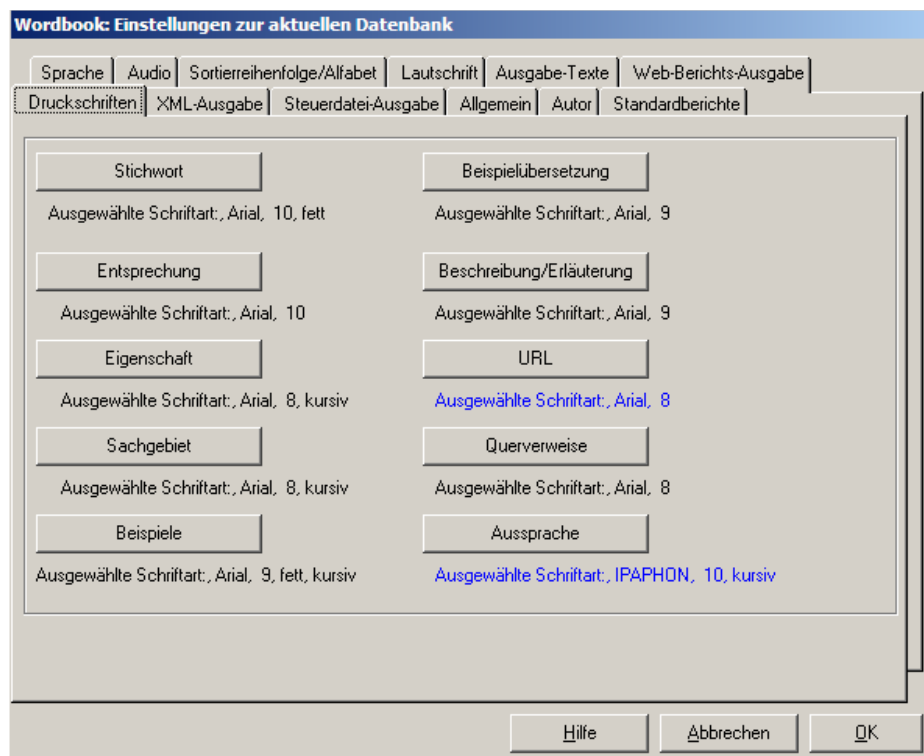 Wordbook: Einstellungen zur aktuellen Datenbank
Sprache Audio Sortierreihenfolge/Alfabet Lautschrift Ausgabe-Texte Web-Berichts-Ausgabe
Druckschriften XML-Ausgabe Steuerdatei-Ausgabe Allgemein Autor Standardberichte
Stichwort Beispielübersetzung
Ausgewählte Schriftart:, Arial, 10, fett Ausgewählte Schriftart:, Arial, 9
Entsprechung Beschreibung/Erläuterung
Ausgewählte Schriftart:, Arial, 10 Ausgewählte Schriftart:, Arial, 9
Eigenschaft URL
Ausgewählte Schriftart:, Arial, 8, kursiv Ausgewählte Schriftart:, Arial, 8
Sachgebiet Querverweise
Ausgewählte Schriftart:, Arial, 8, kursiv Ausgewählte Schriftart:, Arial, 8
Beispiele Aussprache
Ausgewählte Schriftart:, Arial, 9, fett, kursiv Ausgewählte Schriftart:, IPAPHON, 10, kursiv
Hilfe Abbrechen OK